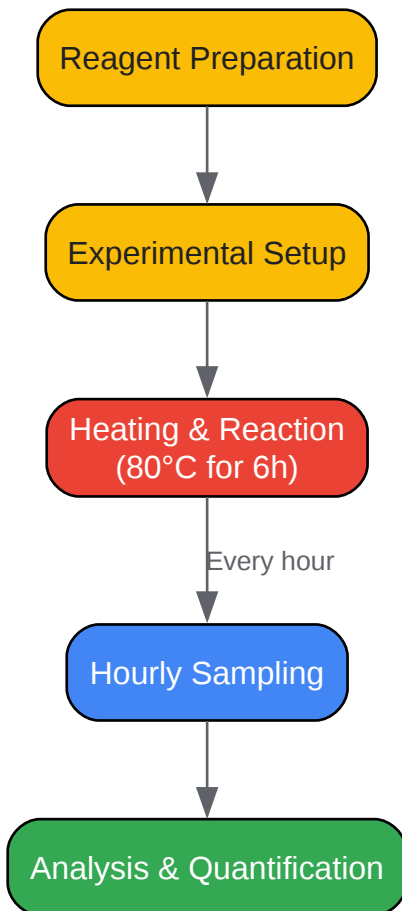 Reagent Preparation
Experimental Setup
Heating & Reaction
(80°C for 6h)
Every hour
Hourly Sampling
Analysis & Quantification